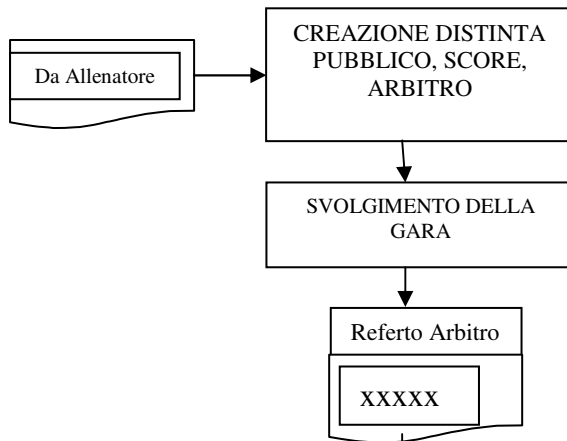 CREAZIONE DISTINTA
PUBBLICO, SCORE,
ARBITRO
Da Allenatore
SVOLGIMENTO DELLA
GARA
Referto Arbitro
XXXXX